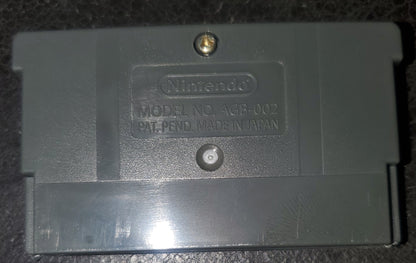 Nintendo
MODEL NO. AGB-002
PAT. PEND. MADE IN JAPAN